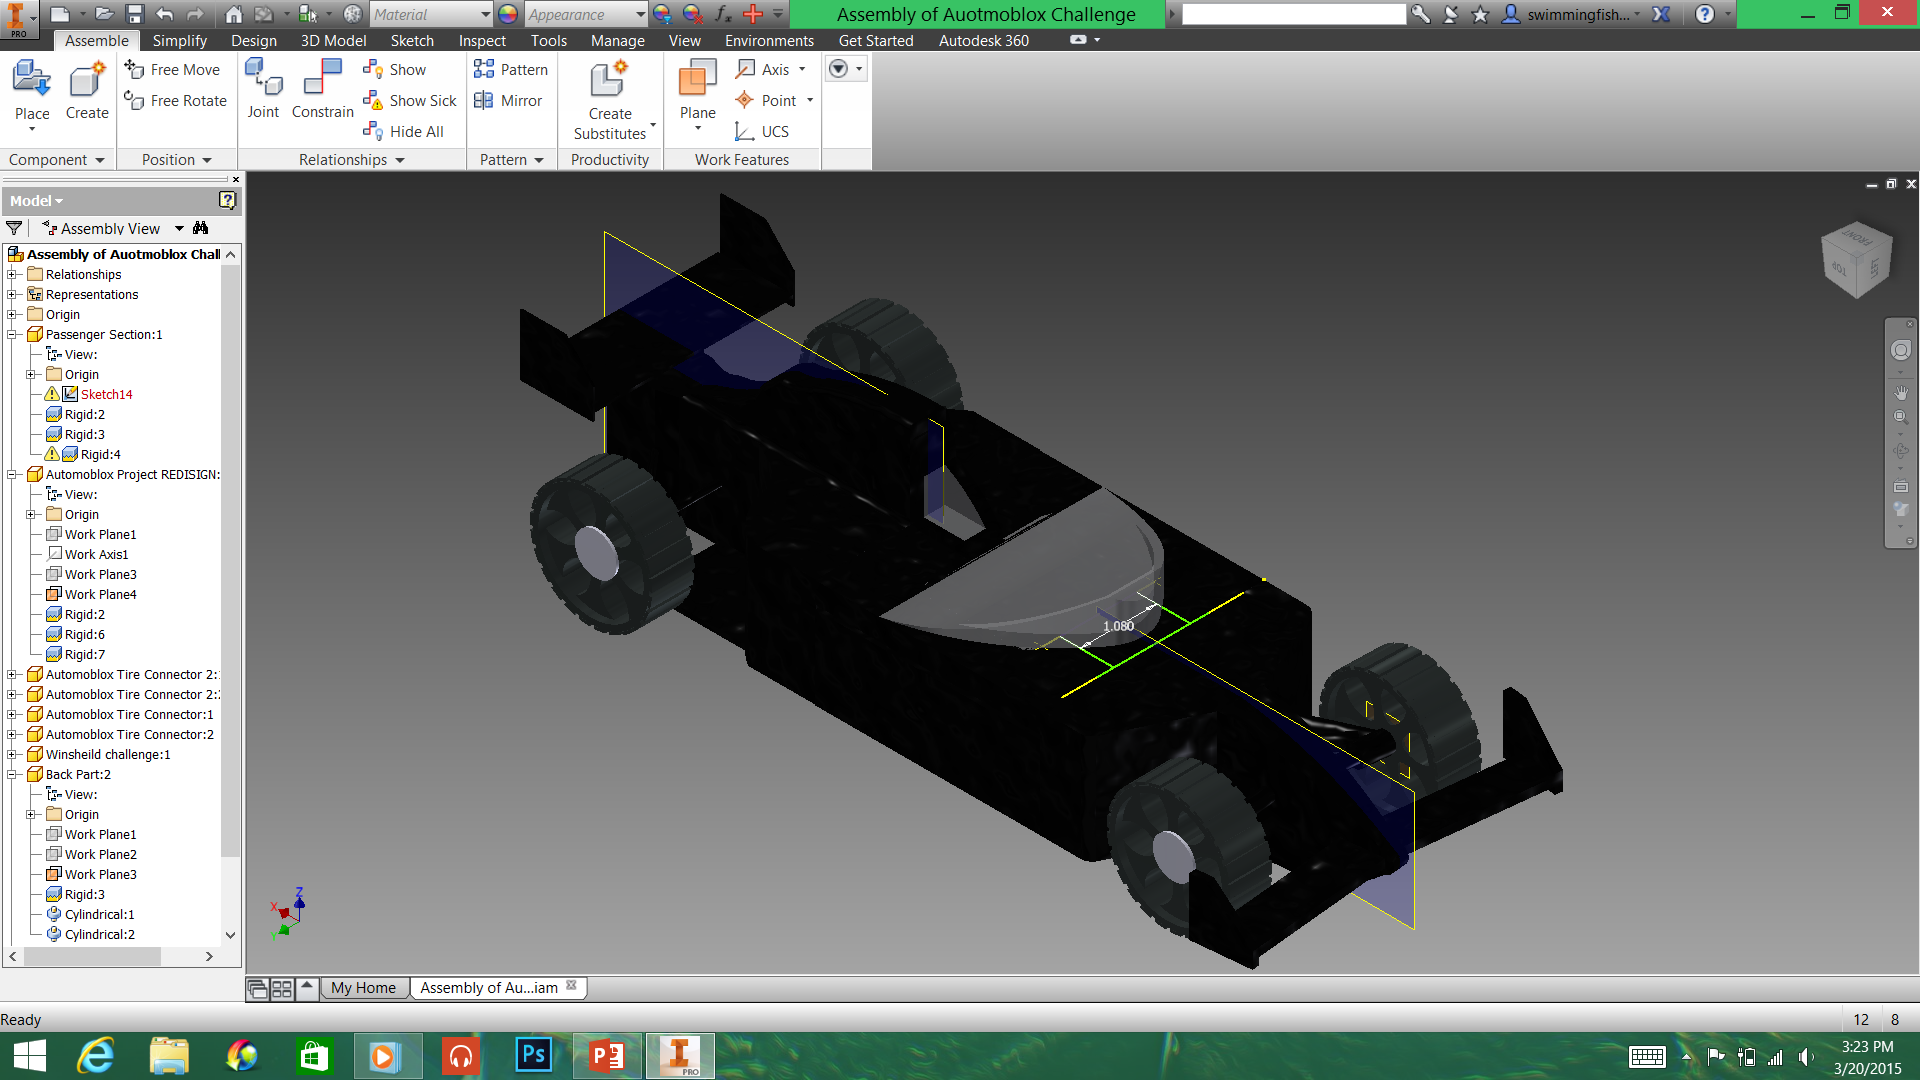 Material
Appearance
Assembly of Auotmoblox Challenge
swimmingfish...
PRO
Assemble Simplify Design 3D Model Sketch Inspect Tools Manage View Environments Get Started Autodesk 360
Place
Create
Free Move
Free Rotate
Joint
Constrain
Show
Show Sick
Hide All
Pattern
Mirror
Create
Substitutes
Plane
Axis
Point
UCS
Component Position Relationships Pattern Productivity Work Features
Model
Assembly View
Assembly of Auotmoblox Chall
Relationships
Representations
Origin
Passenger Section:1
View:
Origin
Sketch14
Rigid:2
Rigid:3
Rigid:4
Automoblox Project REDISIGN:
View:
Origin
Work Plane1
Work Axis1
Work Plane3
Work Plane4
Rigid:2
Rigid:6
Rigid:7
Automoblox Tire Connector 2:
Automoblox Tire Connector 2:
Automoblox Tire Connector:1
Automoblox Tire Connector:2
Winsheild challenge:1
Back Part:2
View:
Origin
Work Plane1
Work Plane2
Work Plane3
Rigid:3
Cylindrical:1
Cylindrical:2
1.080
FRONT
TOP
Z
X
Y
My Home
Assembly of Au...iam
Ready
12 8
Ps
PRO
3:23 PM
3/20/2015